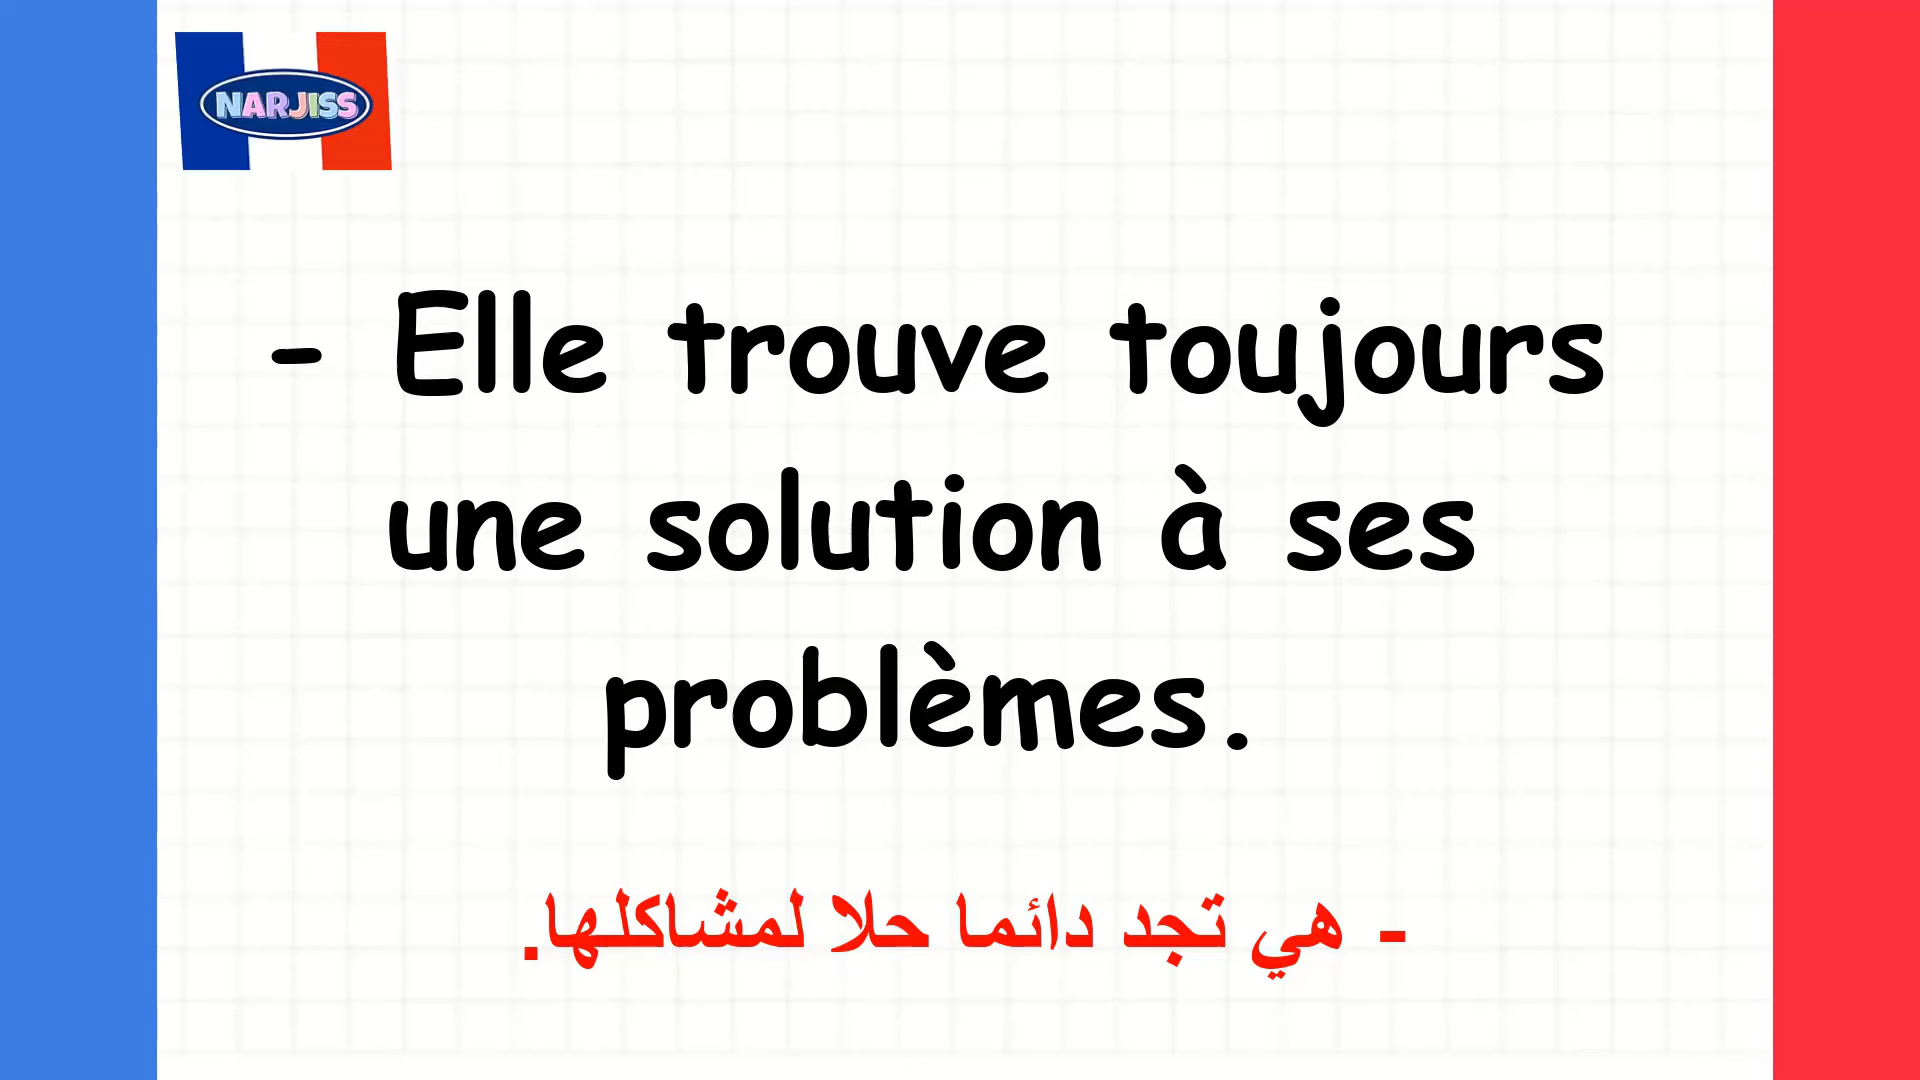 NARJISS
- Elle trouve toujours
une solution à ses
problèmes.
- هي تجد دائما حلا لمشاكلها.